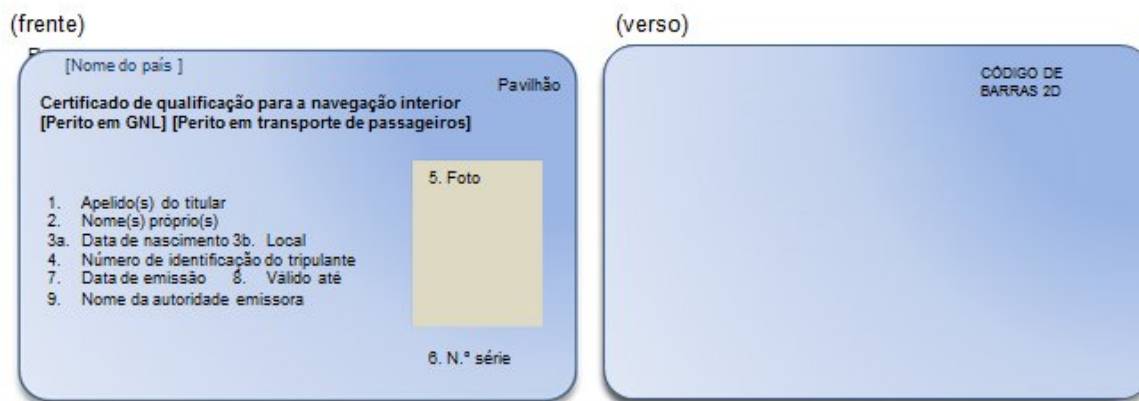 (frente)
[Nome do país ]
Pavilhão
Certificado de qualificação para a navegação interior
[Perito em GNL] [Perito em transporte de passageiros]
5. Foto
1. Apelido(s) do titular
2. Nome(s) próprio(s)
3a. Data de nascimento 3b. Local
4. Número de identificação do tripulante
7. Data de emissão 8. Válido até
9. Nome da autoridade emissora
6. N.º série
(verso)
CÓDIGO DE
BARRAS 2D